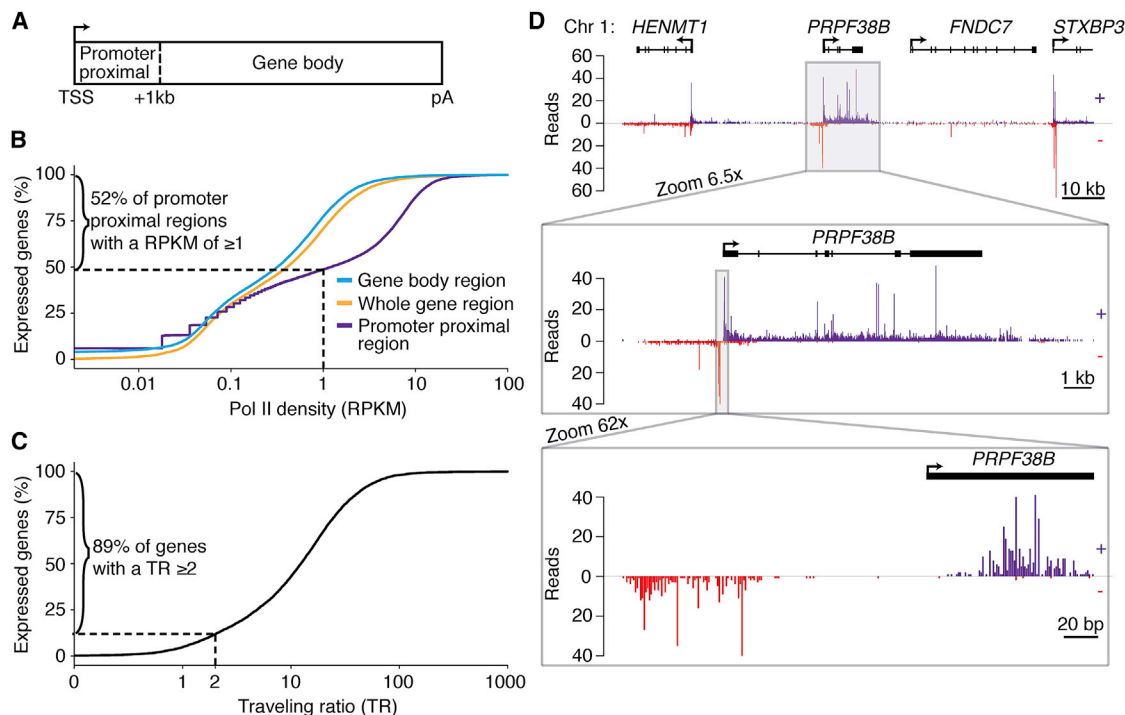 A
Promoter
proximal
Gene body
TSS
+1kb
pA
B
Expressed genes (%)
100
75
50
25
0
52% of promoter
proximal regions
with a RPKM of ≥1
Gene body region
Whole gene region
Promoter proximal
region
0.01
0.1
1
10
100
Pol II density (RPKM)
C
Expressed genes (%)
100
75
50
25
0
89% of genes
with a TR ≥2
0
1
2
10
100
1000
Traveling ratio (TR)
D
Chr 1:
HENMT1
PRPF38B
FNDC7
STXBP3
Reads
60
40
20
0
20
40
60
+
-
10 kb
Zoom 6.5x
PRPF38B
Reads
40
20
0
20
40
+
-
1 kb
Zoom 62x
PRPF38B
Reads
40
20
0
20
40
+
-
20 bp